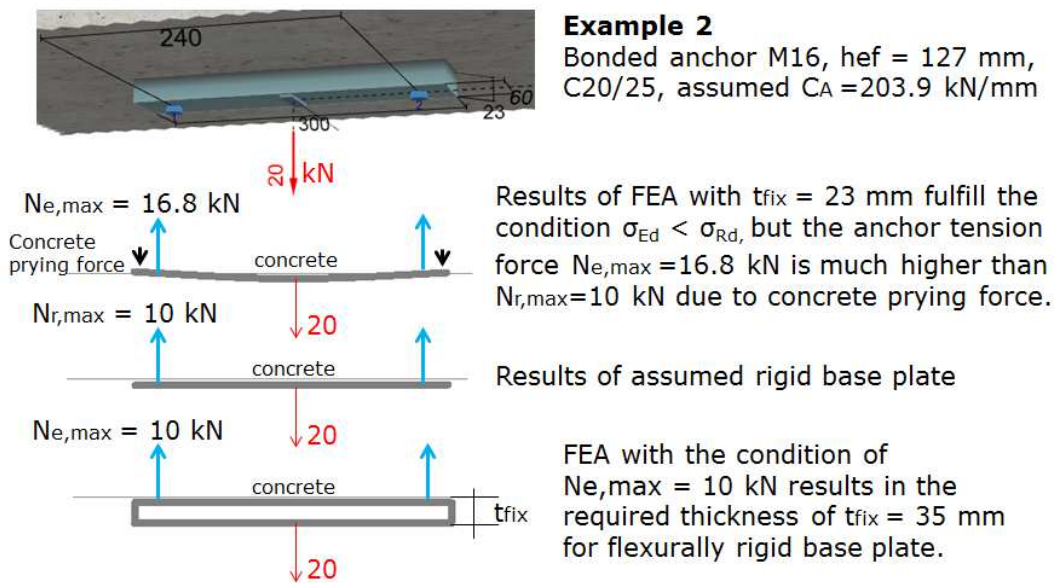 240
300
23
60
1
2
20 kN
Example 2
Bonded anchor M16, hef = 127 mm,
C20/25, assumed CA =203.9 kN/mm
Ne,max = 16.8 kN
Concrete
prying force
concrete
20
Results of FEA with tfix = 23 mm fulfill the
condition σEd < σRd, but the anchor tension
force Ne,max =16.8 kN is much higher than
Nr,max=10 kN due to concrete prying force.
Nr,max = 10 kN
concrete
20
Results of assumed rigid base plate
Ne,max = 10 kN
concrete
tfix
20
FEA with the condition of
Ne,max = 10 kN results in the
required thickness of tfix = 35 mm
for flexurally rigid base plate.